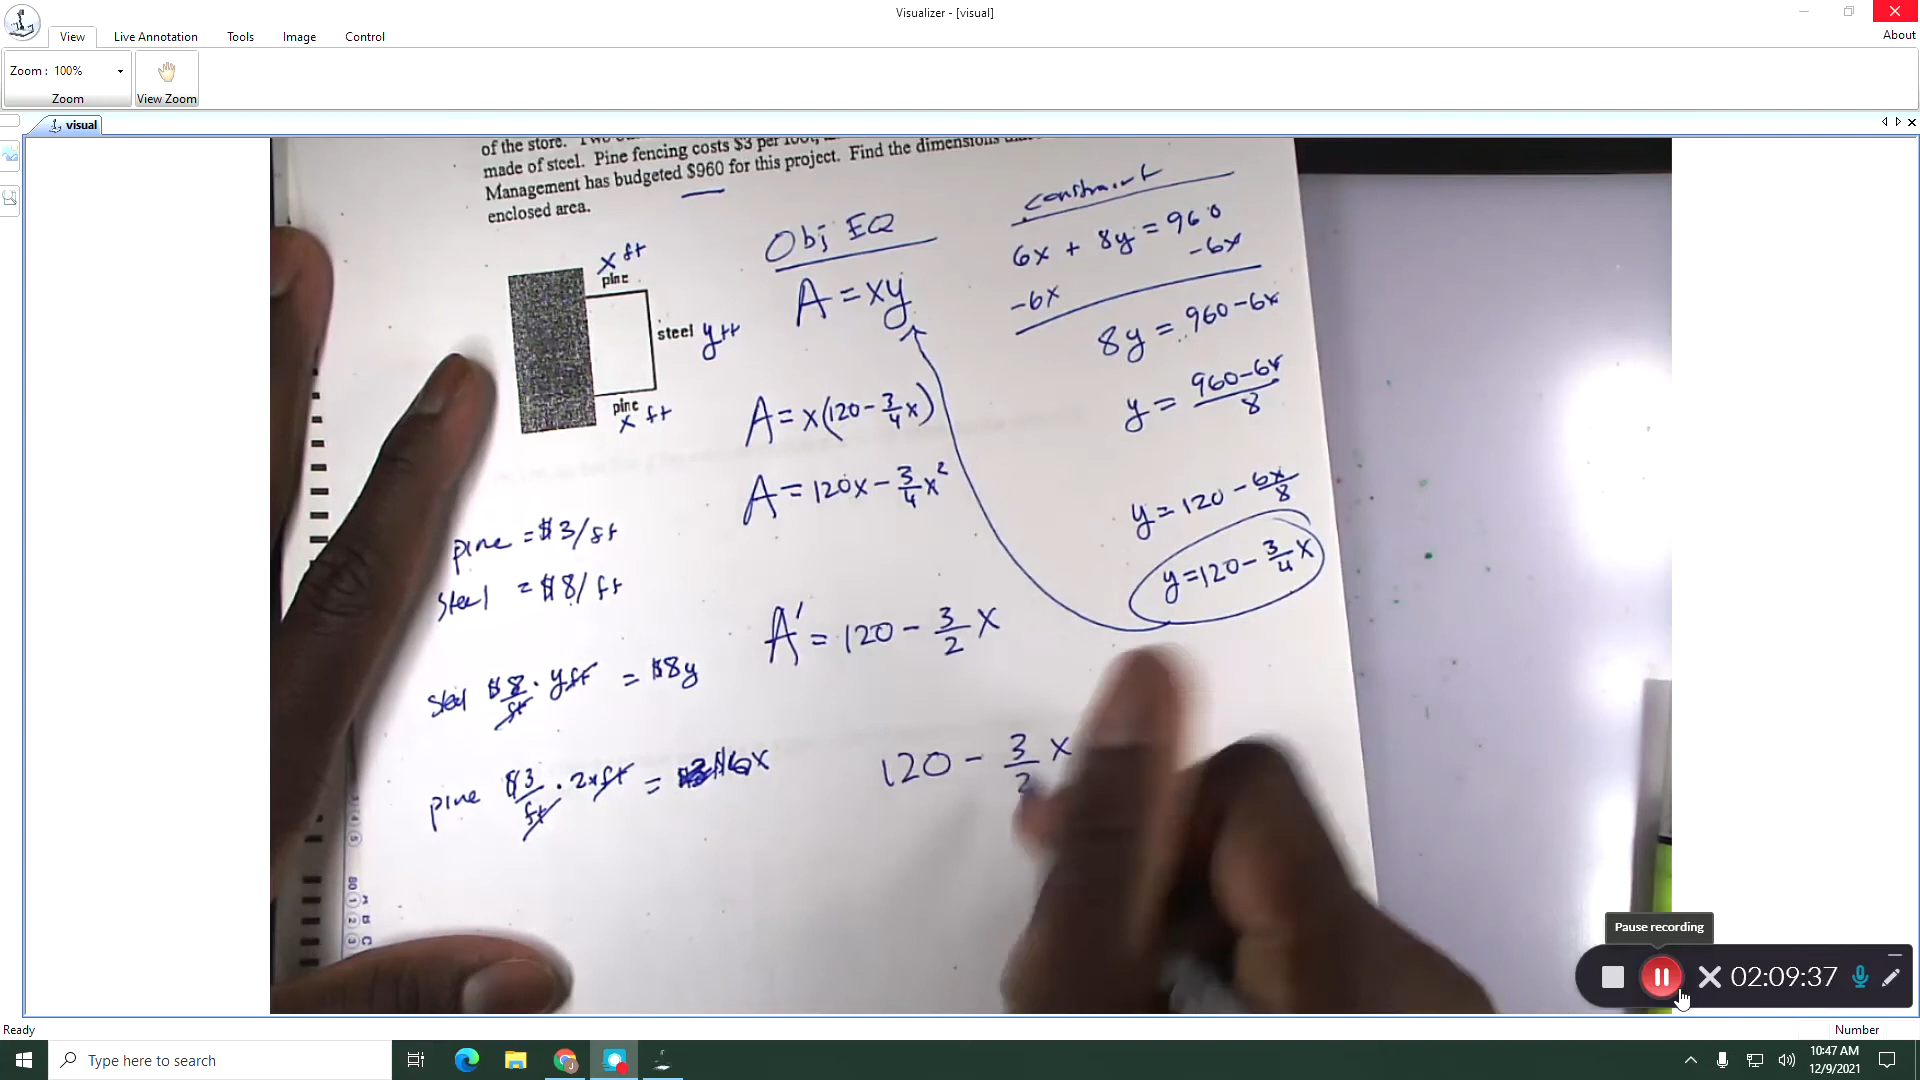 Visualizer - [visual]
About
View Live Annotation Tools Image Control
Zoom : 100%
Zoom
View Zoom
visual
of the store.
made of steel. Pine fencing costs $3 per foot,
Management has budgeted $960 for this project. Find the dimensions
enclosed area.
x ft
pine
steel y ft
pine
x ft
pine = $3/ft
steel = $8/ft
steel $8/ft · yft = $8y
pine $3/ft · 2xft = $6x
Obj EQ
A = xy
A = x(120 - 3/4 x)
A = 120x - 3/4 x²
A' = 120 - 3/2 x
120 - 3/2 x
constraint
6x + 8y = 960
-6x -6x
8y = 960 - 6x
y = 960-6x/8
y = 120 - 6x/8
y = 120 - 3/4 x
Pause recording
02:09:37
Ready
Number
Type here to search
10:47 AM
12/9/2021